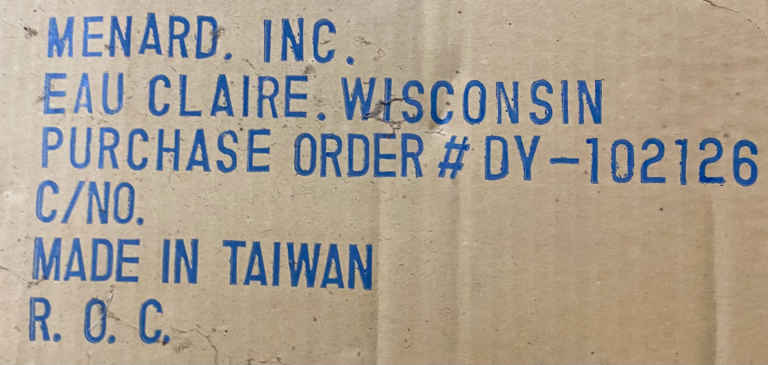 MENARD. INC.
EAU CLAIRE. WISCONSIN
PURCHASE ORDER # DY-102126
C/NO.
MADE IN TAIWAN
R. O. C.